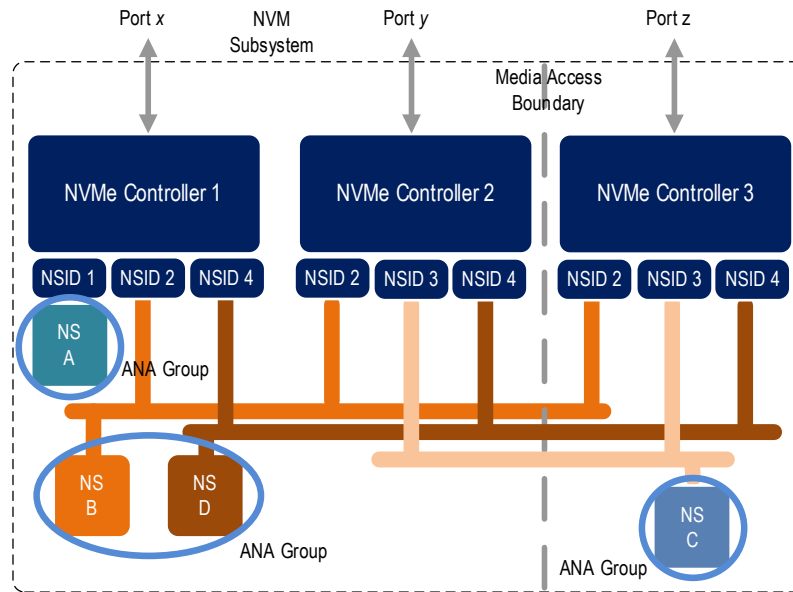 Port x
NVM
Subsystem
Port y
Port z
Media Access
Boundary
NVMe Controller 1
NVMe Controller 2
NVMe Controller 3
NSID 1
NSID 2
NSID 4
NSID 2
NSID 3
NSID 4
NSID 2
NSID 3
NSID 4
NS
A
ANA Group
NS
B
NS
D
ANA Group
NS
C
ANA Group